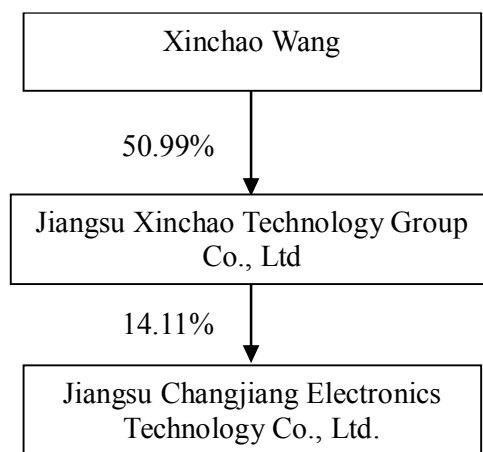 Xinchao Wang
50.99%
Jiangsu Xinchao Technology Group
Co., Ltd
14.11%
Jiangsu Changjiang Electronics
Technology Co., Ltd.